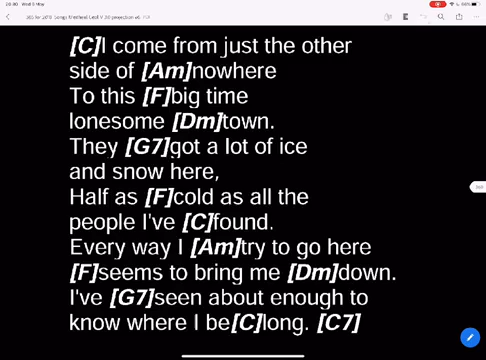 [C]I come from just the other
side of [Am]nowhere
To this [F]big time
lonesome [Dm]town.
They [G7]got a lot of ice
and snow here,
Half as [F]cold as all the
people I've [C]found.
Every way I [Am]try to go here
[F]seems to bring me [Dm]down.
I've [G7]seen about enough to
know where I be[C]long. [C7]